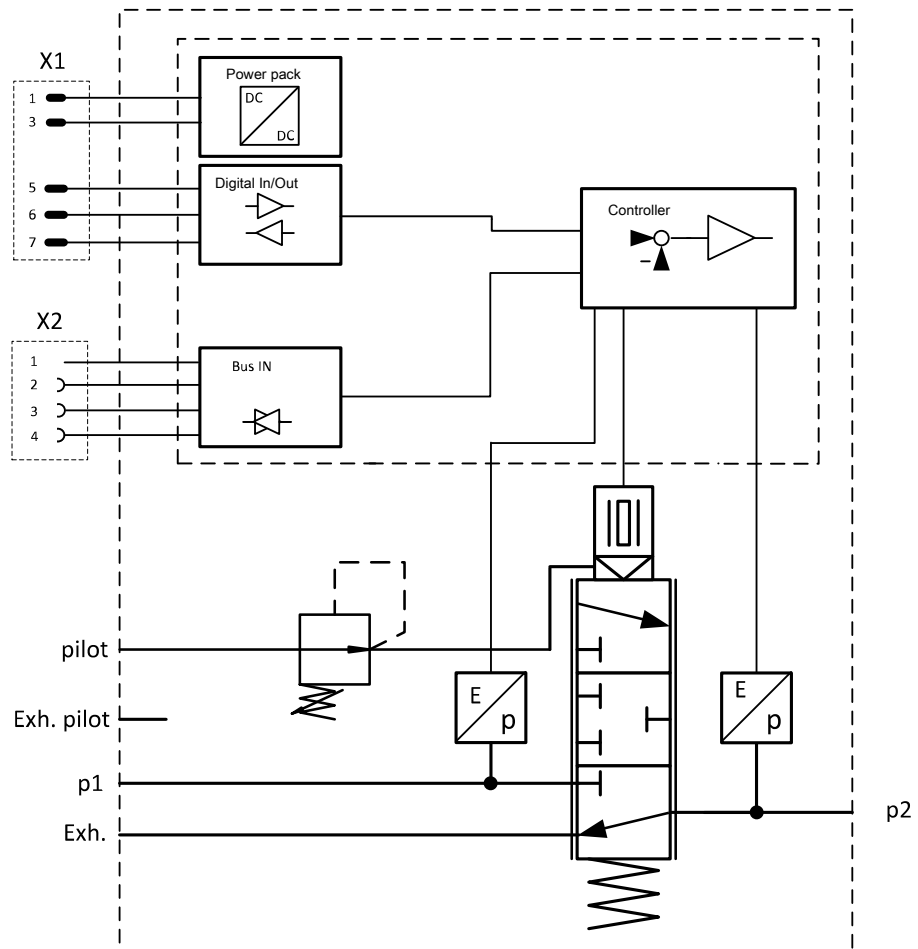 X1
1
3
5
6
7
Power pack
DC
DC
Digital In/Out
Controller
–
X2
1
2
3
4
Bus IN
pilot
Exh. pilot
p1
Exh.
E
p
E
p
p2